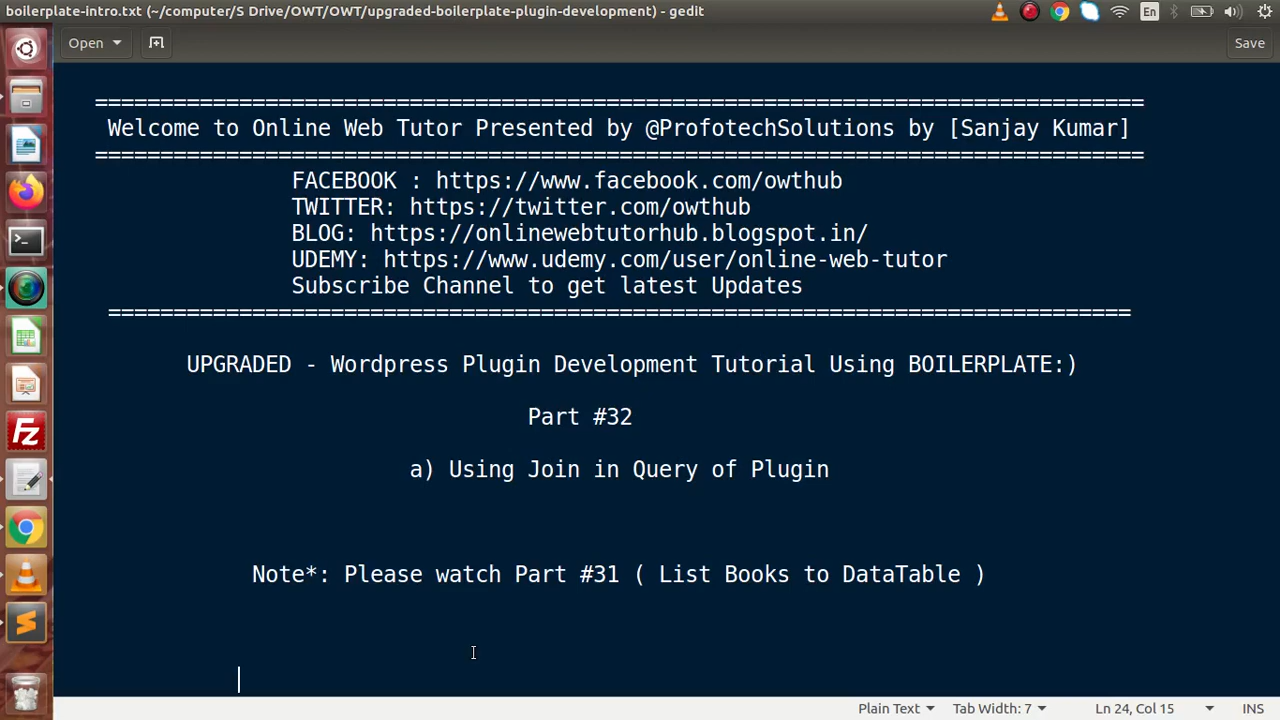 boilerplate-intro.txt (~/computer/S Drive/OWT/OWT/upgraded-boilerplate-plugin-development) - gedit
En
Open
Save
================================================================================
Welcome to Online Web Tutor Presented by @ProfotechSolutions by [Sanjay Kumar]
================================================================================
FACEBOOK : https://www.facebook.com/owthub
TWITTER: https://twitter.com/owthub
BLOG: https://onlinewebtutorhub.blogspot.in/
UDEMY: https://www.udemy.com/user/online-web-tutor
Subscribe Channel to get latest Updates
==============================================================================
UPGRADED - Wordpress Plugin Development Tutorial Using BOILERPLATE:)
Part #32
a) Using Join in Query of Plugin
Note*: Please watch Part #31 ( List Books to DataTable )
Plain Text
Tab Width: 7
Ln 24, Col 15
INS